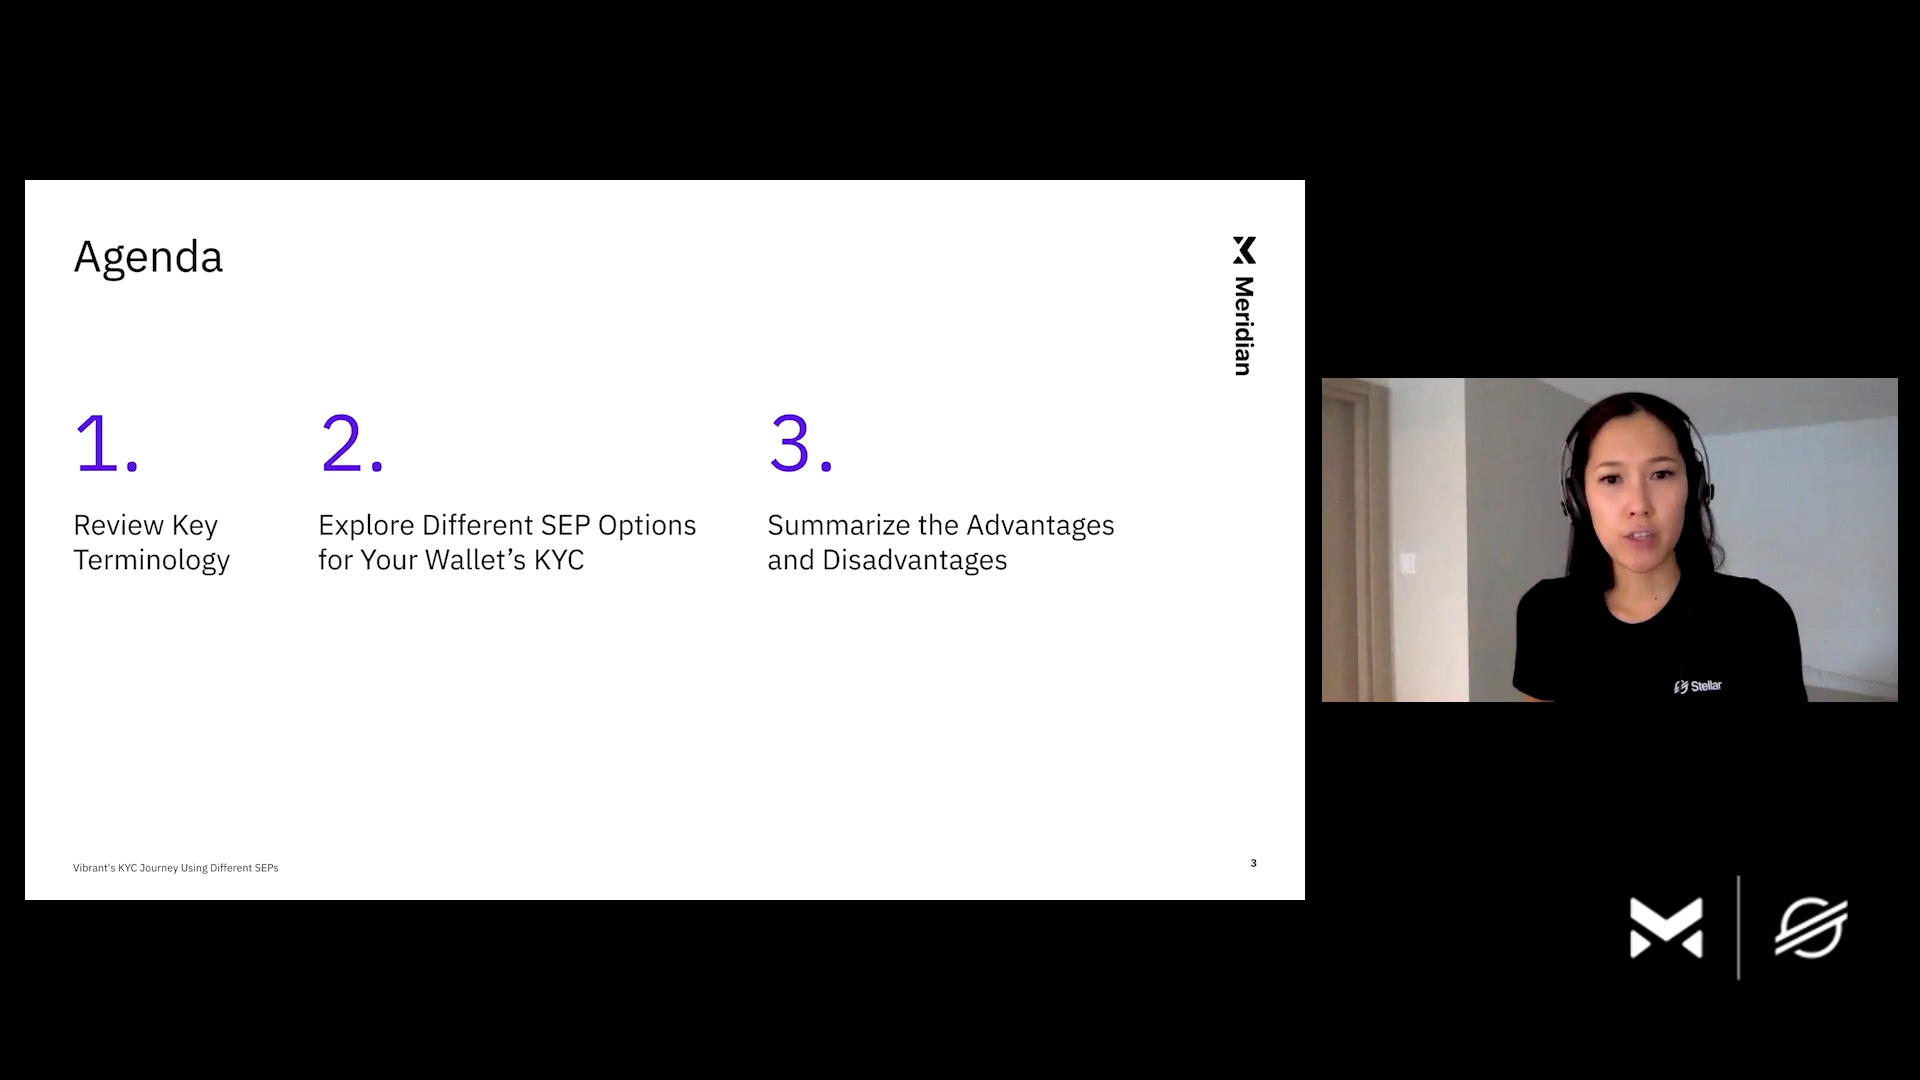 Agenda
Meridian
1.
Review Key
Terminology
2.
Explore Different SEP Options
for Your Wallet’s KYC
3.
Summarize the Advantages
and Disadvantages
Vibrant's KYC Journey Using Different SEPs
3
Stellar